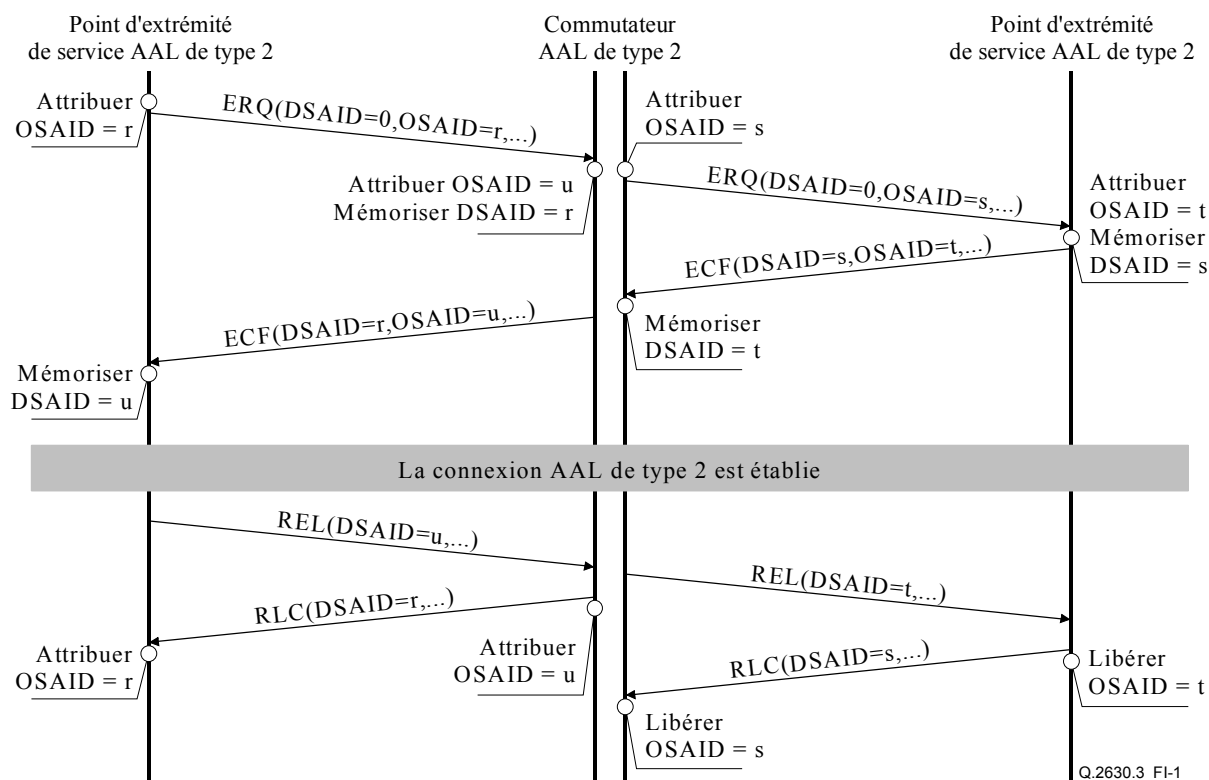 Point d'extrémité
de service AAL de type 2
Commutateur
AAL de type 2
Point d'extrémité
de service AAL de type 2
Attribuer
OSAID = r
ERQ(DSAID=0,OSAID=r,...)
Attribuer
OSAID = s
Attribuer OSAID = u
Mémoriser DSAID = r
ERQ(DSAID=0,OSAID=s,...)
Attribuer
OSAID = t
Mémoriser
DSAID = s
ECF(DSAID=s,OSAID=t,...)
ECF(DSAID=r,OSAID=u,...)
Mémoriser
DSAID = t
Mémoriser
DSAID = u
La connexion AAL de type 2 est établie
REL(DSAID=u,...)
REL(DSAID=t,...)
RLC(DSAID=r,...)
Attribuer
OSAID = r
Attribuer
OSAID = u
RLC(DSAID=s,...)
Libérer
OSAID = t
Libérer
OSAID = s
Q.2630.3_FI-1